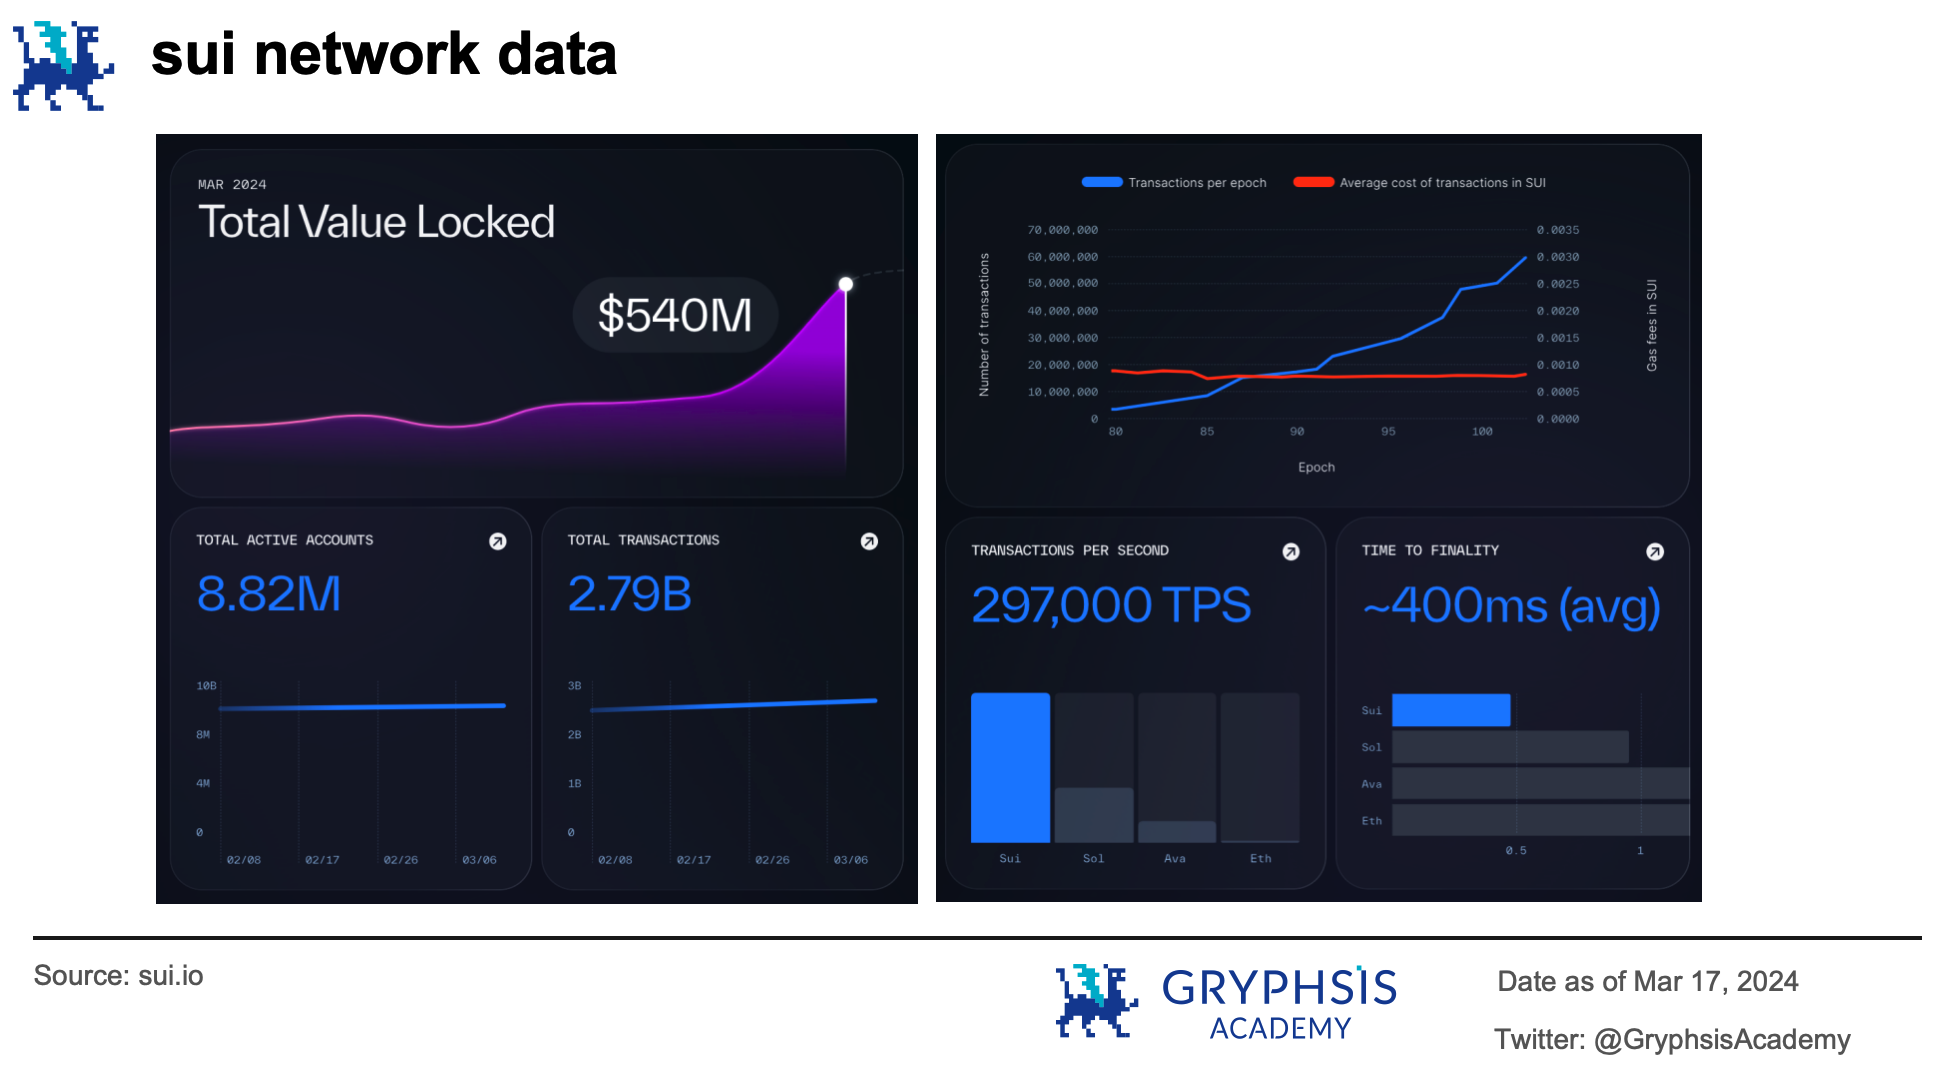 sui network data
MAR 2024
Total Value Locked
$540M
TOTAL ACTIVE ACCOUNTS
8.82M
10B
8M
4M
0
02/08 02/17 02/26 03/06
TOTAL TRANSACTIONS
2.79B
3B
2B
1B
0
02/08 02/17 02/26 03/06
Transactions per epoch Average cost of transactions in SUI
Number of transactions
70,000,000
60,000,000
50,000,000
40,000,000
30,000,000
20,000,000
10,000,000
0
0.0035
0.0030
0.0025
0.0020
0.0015
0.0010
0.0005
0.0000
Gas fees in SUI
80 85 90 95 100
Epoch
TRANSACTIONS PER SECOND
297,000 TPS
Sui Sol Ava Eth
TIME TO FINALITY
~400ms (avg)
Sui
Sol
Ava
Eth
0.5 1
Source: sui.io
GRYPHSIS
ACADEMY
Date as of Mar 17, 2024
Twitter: @GryphsisAcademy